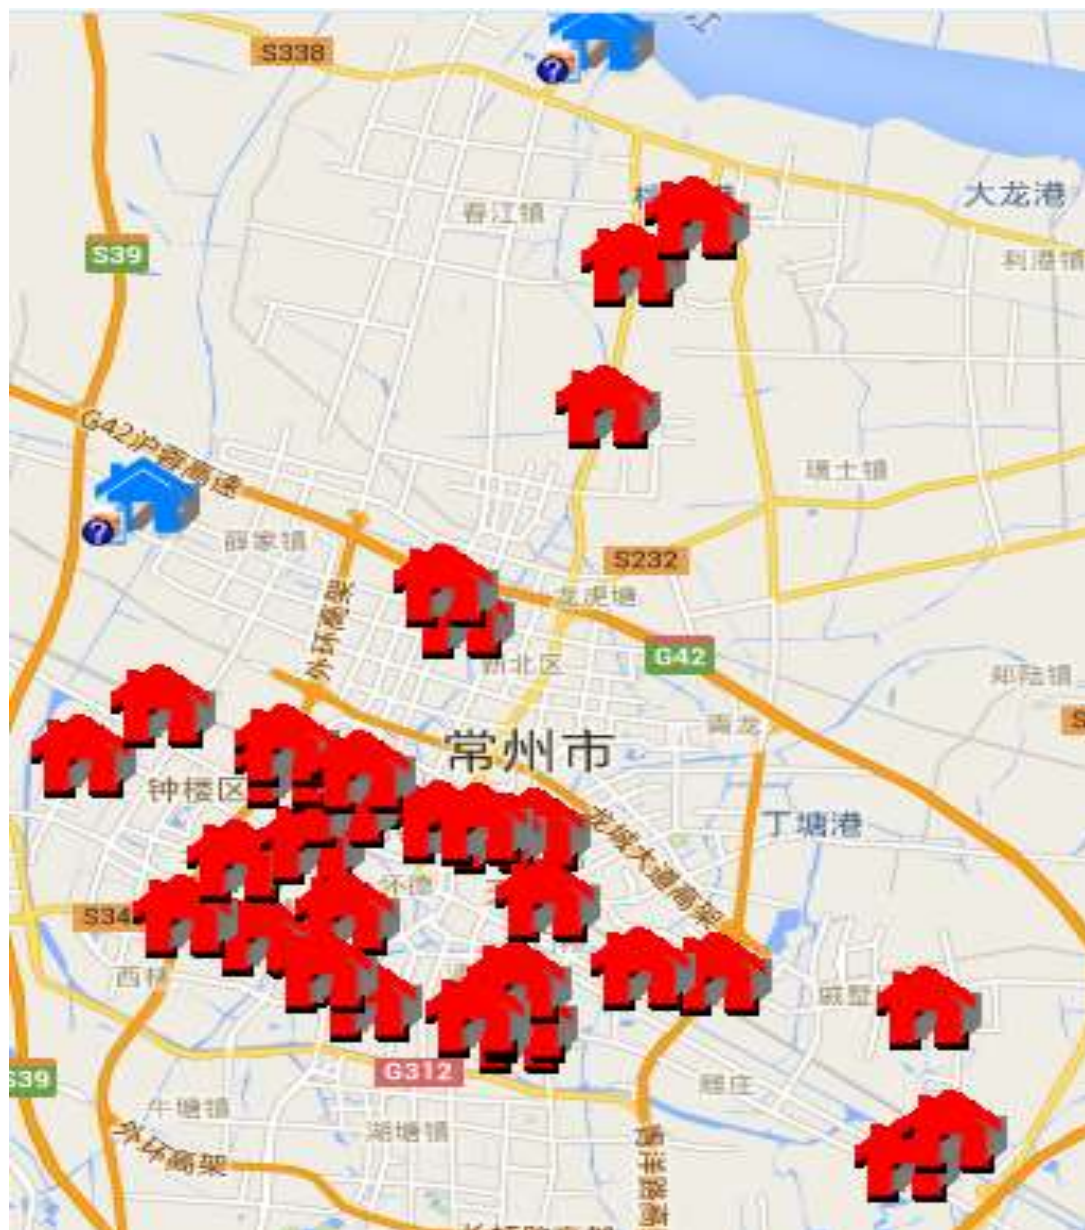 江
S338
大龙港
春江镇
S39
利港镇
G42沪蓉高速
璜土镇
薛家镇
S232
龙虎塘
外环高架
新北区
G42
郑陆镇
青龙
常州市
钟楼区
龙城大道高架
丁塘港
怀德
S34
西林
戚墅
G312
S39
牛塘镇
湖塘镇
外环高架